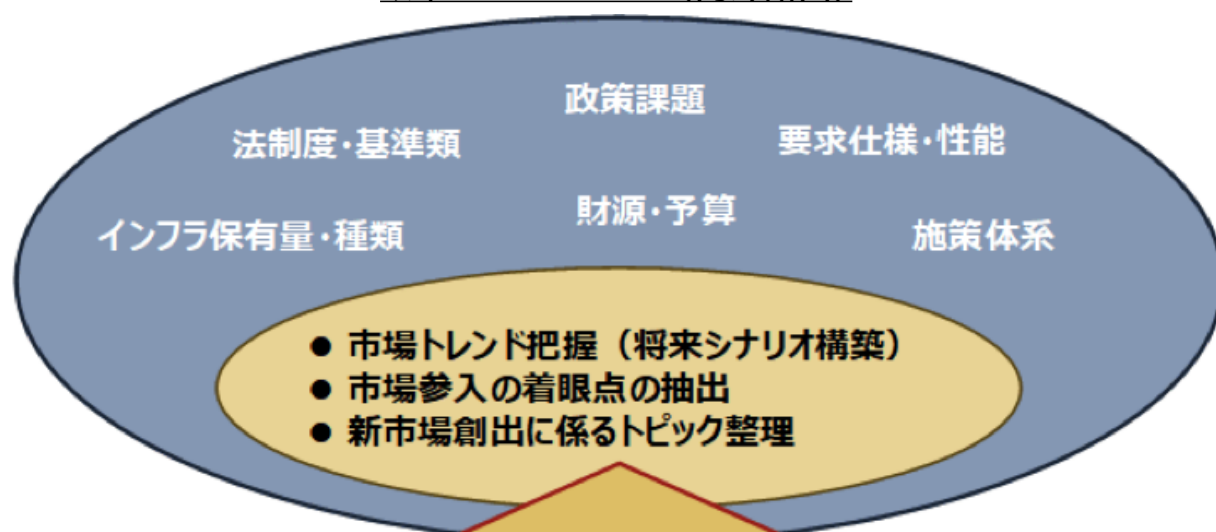 政策課題
法制度・基準類
要求仕様・性能
財源・予算
インフラ保有量・種類
施策体系
● 市場トレンド把握（将来シナリオ構築）
● 市場参入の着眼点の抽出
● 新市場創出に係るトピック整理